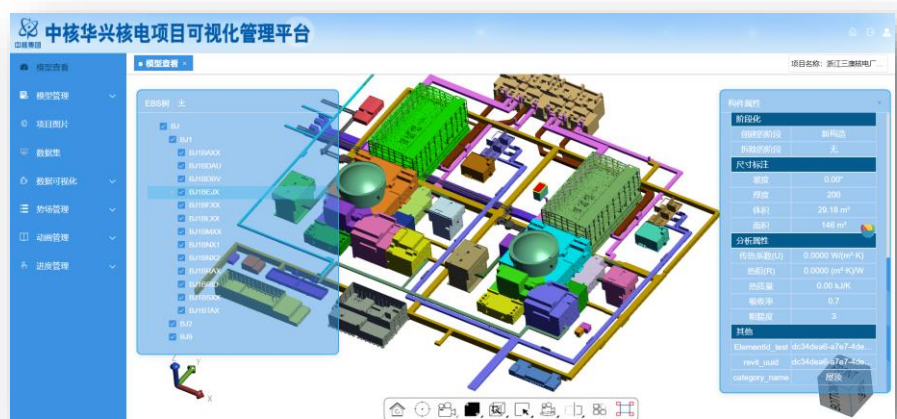 中核集团
中核华兴核电项目可视化管理平台
模型查看
模型管理
项目图片
数据集
数据可视化
势场管理
动画管理
进度管理
模型查看 ×
项目名称：浙江三澳核电厂...
EBS树
BJ
BJ1
BJ1BAXX
BJ1BDAU
BJ1BDBV
BJ1BEJX
BJ1BFXX
BJ1BMXX
BJ1BNX1
BJ1BNX2
BJ1BRAX
BJ1BSXX
BJ1BTAX
BJ2
BJ9
构件属性 ×
阶段化
创建的阶段 新构造
拆除的阶段 无
尺寸标注
坡度 0.00°
厚度 200
体积 29.18 m³
面积 146 m²
分析属性
传热系数(U) 0.0000 W/(m²·K)
热阻(R) 0.0000 (m²·K)/W
热质量 0.00 kJ/K
吸收率 0.7
粗糙度 3
其他
ElementId_test dc34dea6-a7e7-4de...
revit_uuid dc34dea6-a7e7-4de...
category_name 屋顶
Z
Y
X